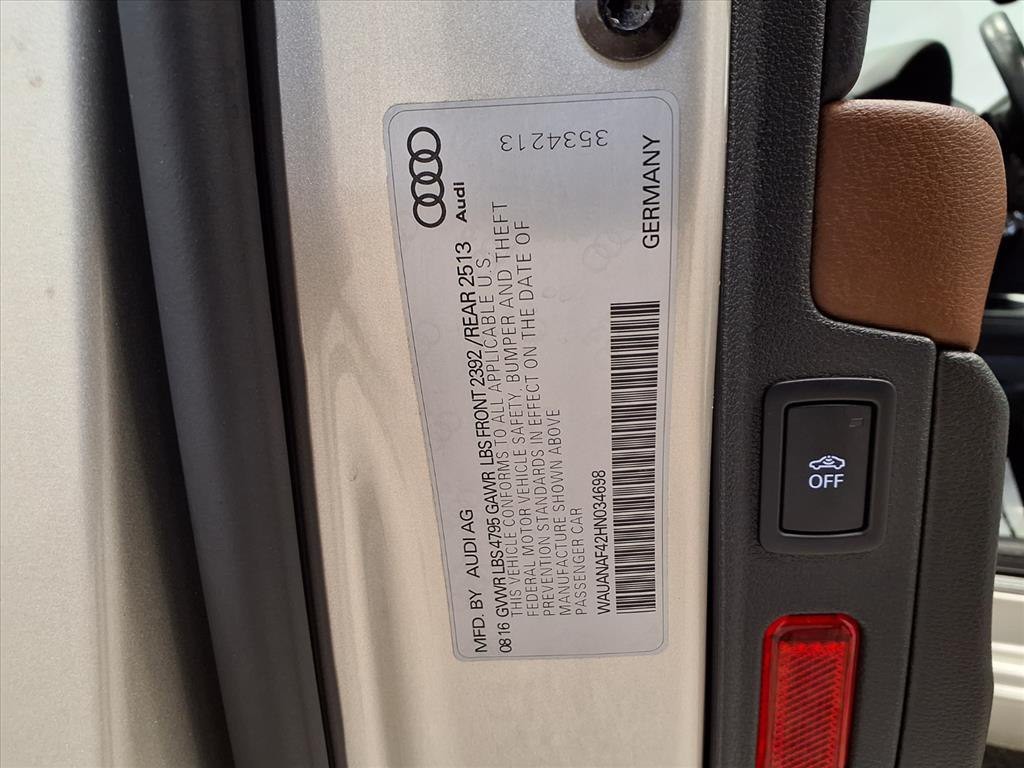 MFD. BY AUDI AG
Audi
0816 GVWR LBS4795 GAWR LBS FRONT 2392/REAR 2513
THIS VEHICLE CONFORMS TO ALL APPLICABLE U.S.
FEDERAL MOTOR VEHICLE SAFETY, BUMPER AND THEFT
PREVENTION STANDARDS IN EFFECT ON THE DATE OF
MANUFACTURE SHOWN ABOVE
PASSENGER CAR
WAUANAF42HN034698
3534213
GERMANY
OFF